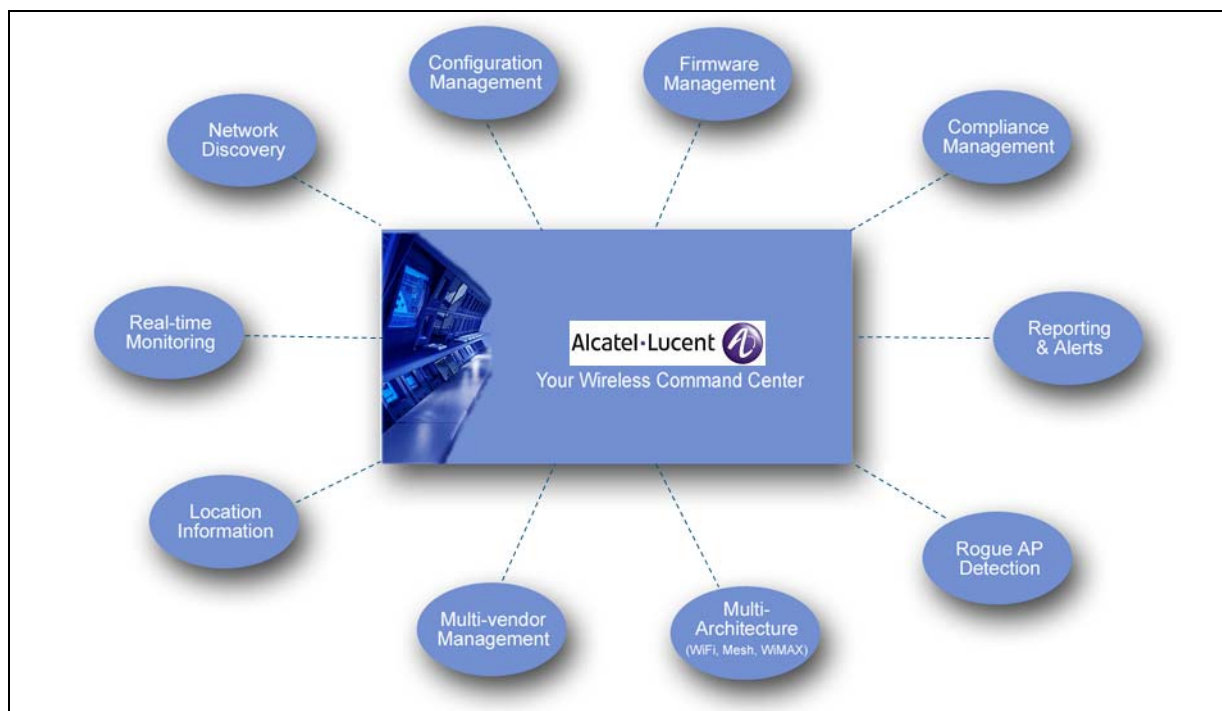 Configuration
Management
Firmware
Management
Network
Discovery
Compliance
Management
Real-time
Monitoring
Alcatel·Lucent
Your Wireless Command Center
Reporting
& Alerts
Location
Information
Rogue AP
Detection
Multi-vendor
Management
Multi-
Architecture
(WiFi, Mesh, WiMAX)